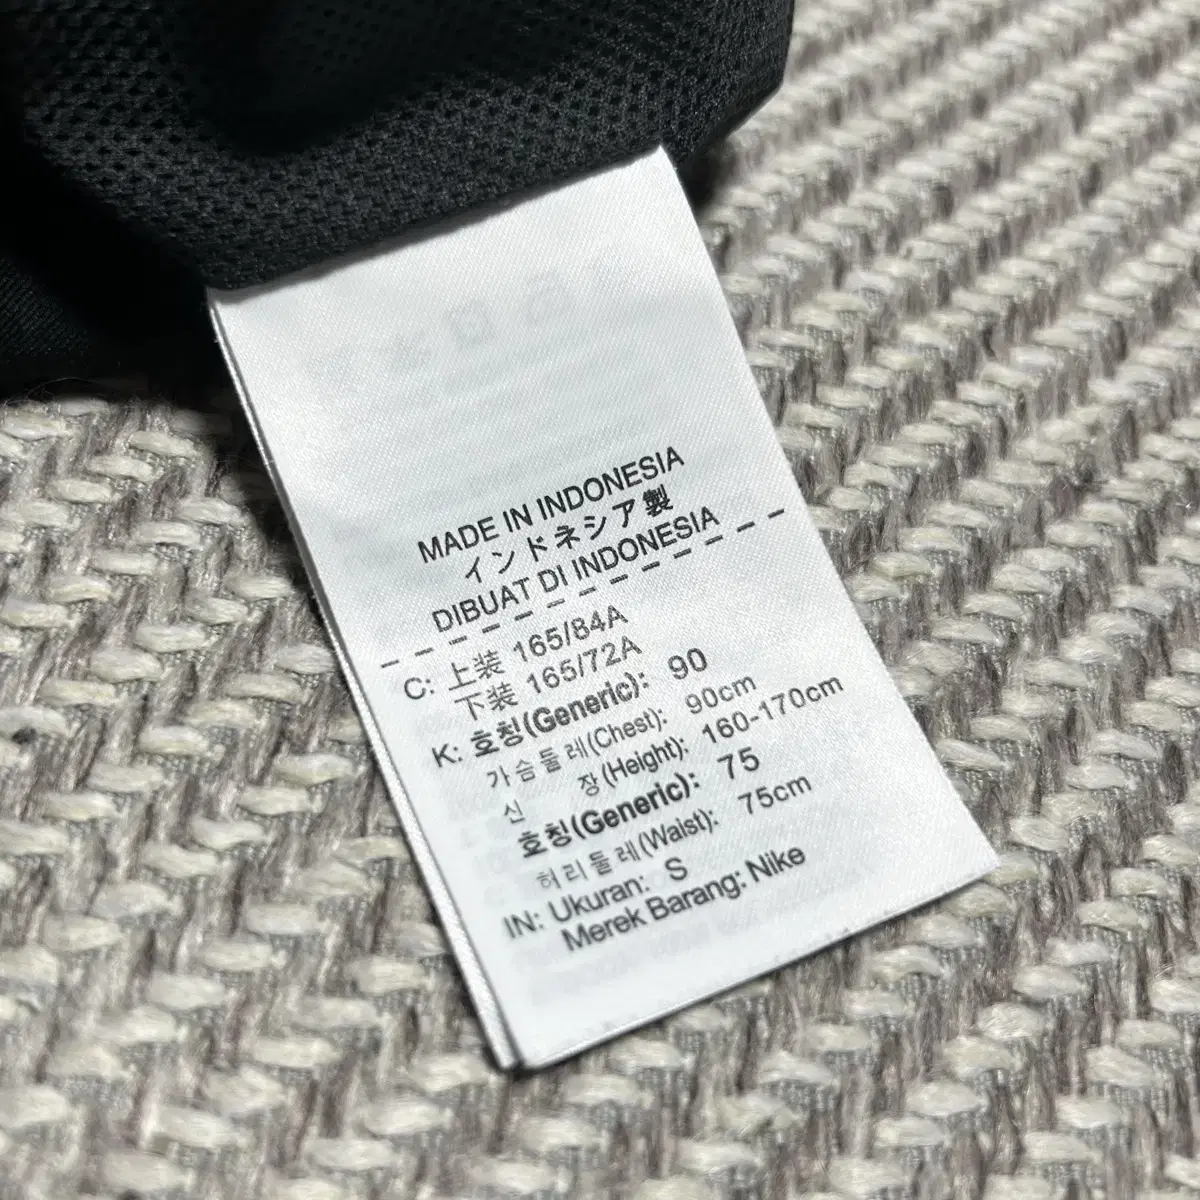 MADE IN INDONESIA
インドネシア製
DIBUAT DI INDONESIA
C: 上装 165/84A
下装 165/72A
K: 호칭(Generic): 90
가슴둘레(Chest): 90cm
신 장(Height): 160-170cm
호칭(Generic): 75
허리둘레(Waist): 75cm
IN: Ukuran: S
Merek Barang: Nike